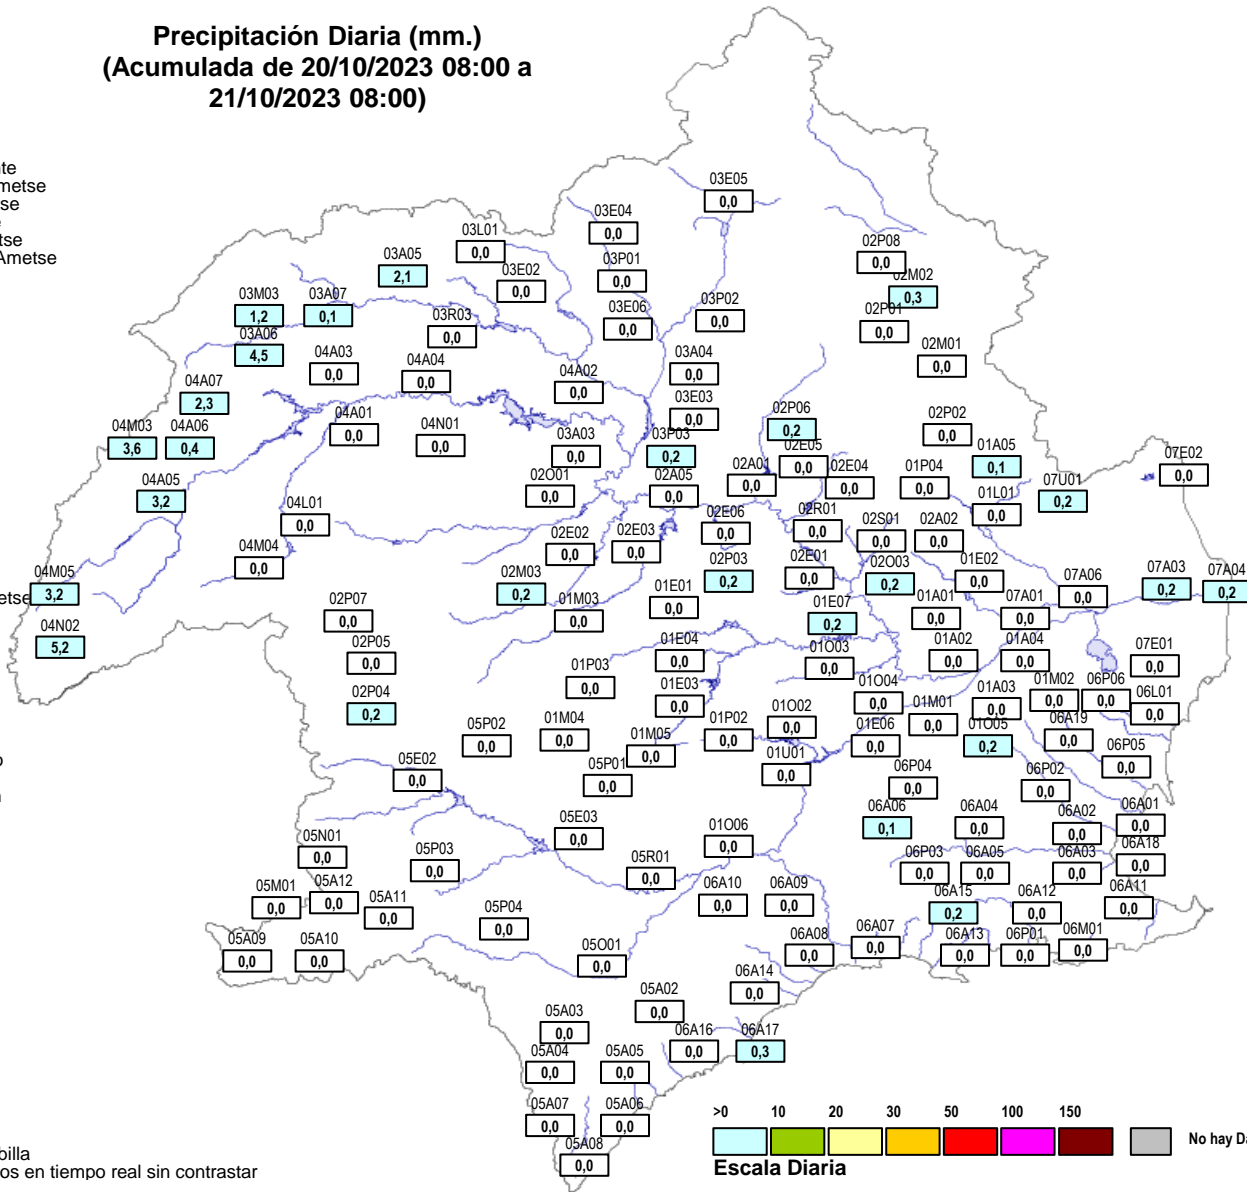 Precipitación Diaria (mm.)
(Acumulada de 20/10/2023 08:00 a
21/10/2023 08:00)
03E05
0,0
03E04
0,0
03L01
0,0
03A05
2,1
03E02
0,0
03P01
0,0
02P08
0,0
02M02
0,3
03M03
1,2
03A07
0,1
03R03
0,0
03E06
0,0
03P02
0,0
02P01
0,0
03A06
4,5
04A03
0,0
04A04
0,0
04A02
0,0
03A04
0,0
02M01
0,0
04A07
2,3
03E03
0,0
04M03
3,6
04A06
0,4
04A01
0,0
04N01
0,0
03A03
0,0
03P03
0,2
02P06
0,2
02P02
0,0
02E05
0,0
01A05
0,1
07E02
0,0
04A05
3,2
02O01
0,0
02A05
0,0
02A01
0,0
02E04
0,0
01P04
0,0
07U01
0,2
01L01
0,0
04L01
0,0
02E06
0,0
02R01
0,0
02S01
0,0
02A02
0,0
04M04
0,0
02E02
0,0
02E03
0,0
04M05
3,2
etse
02M03
0,2
02P03
0,2
02E01
0,0
02O03
0,2
01E02
0,0
07A06
0,0
07A03
0,2
07A04
0,2
04N02
5,2
02P07
0,0
01M03
0,0
01E01
0,0
01E07
0,2
01A01
0,0
07A01
0,0
02P05
0,0
01E04
0,0
01O03
0,0
01A02
0,0
01A04
0,0
07E01
0,0
02P04
0,2
01P03
0,0
01E03
0,0
01O04
0,0
01M01
0,0
01A03
0,0
01M02
0,0
06P06
0,0
06L01
0,0
05P02
0,0
01M04
0,0
01M05
0,0
01P02
0,0
01O02
0,0
01E06
0,0
01O05
0,2
06A19
0,0
06P05
0,0
05E02
0,0
05P01
0,0
01U01
0,0
06P04
0,0
06P02
0,0
05E03
0,0
01O06
0,0
06A06
0,1
06A04
0,0
06A02
0,0
06A01
0,0
05N01
0,0
05P03
0,0
05R01
0,0
06P03
0,0
06A05
0,0
06A03
0,0
06A18
0,0
05M01
0,0
05A12
0,0
05A11
0,0
06A10
0,0
06A09
0,0
06A15
0,2
06A12
0,0
06A11
0,0
05P04
0,0
05A09
0,0
05A10
0,0
05O01
0,0
06A08
0,0
06A07
0,0
06A13
0,0
06P01
0,0
06M01
0,0
06A14
0,0
05A02
0,0
05A03
0,0
06A16
0,0
06A17
0,3
05A04
0,0
05A05
0,0
05A07
0,0
05A06
0,0
05A08
0,0
>0 10 20 30 50 100 150
No hay Da
Escala Diaria
billa
os en tiempo real sin contrastar